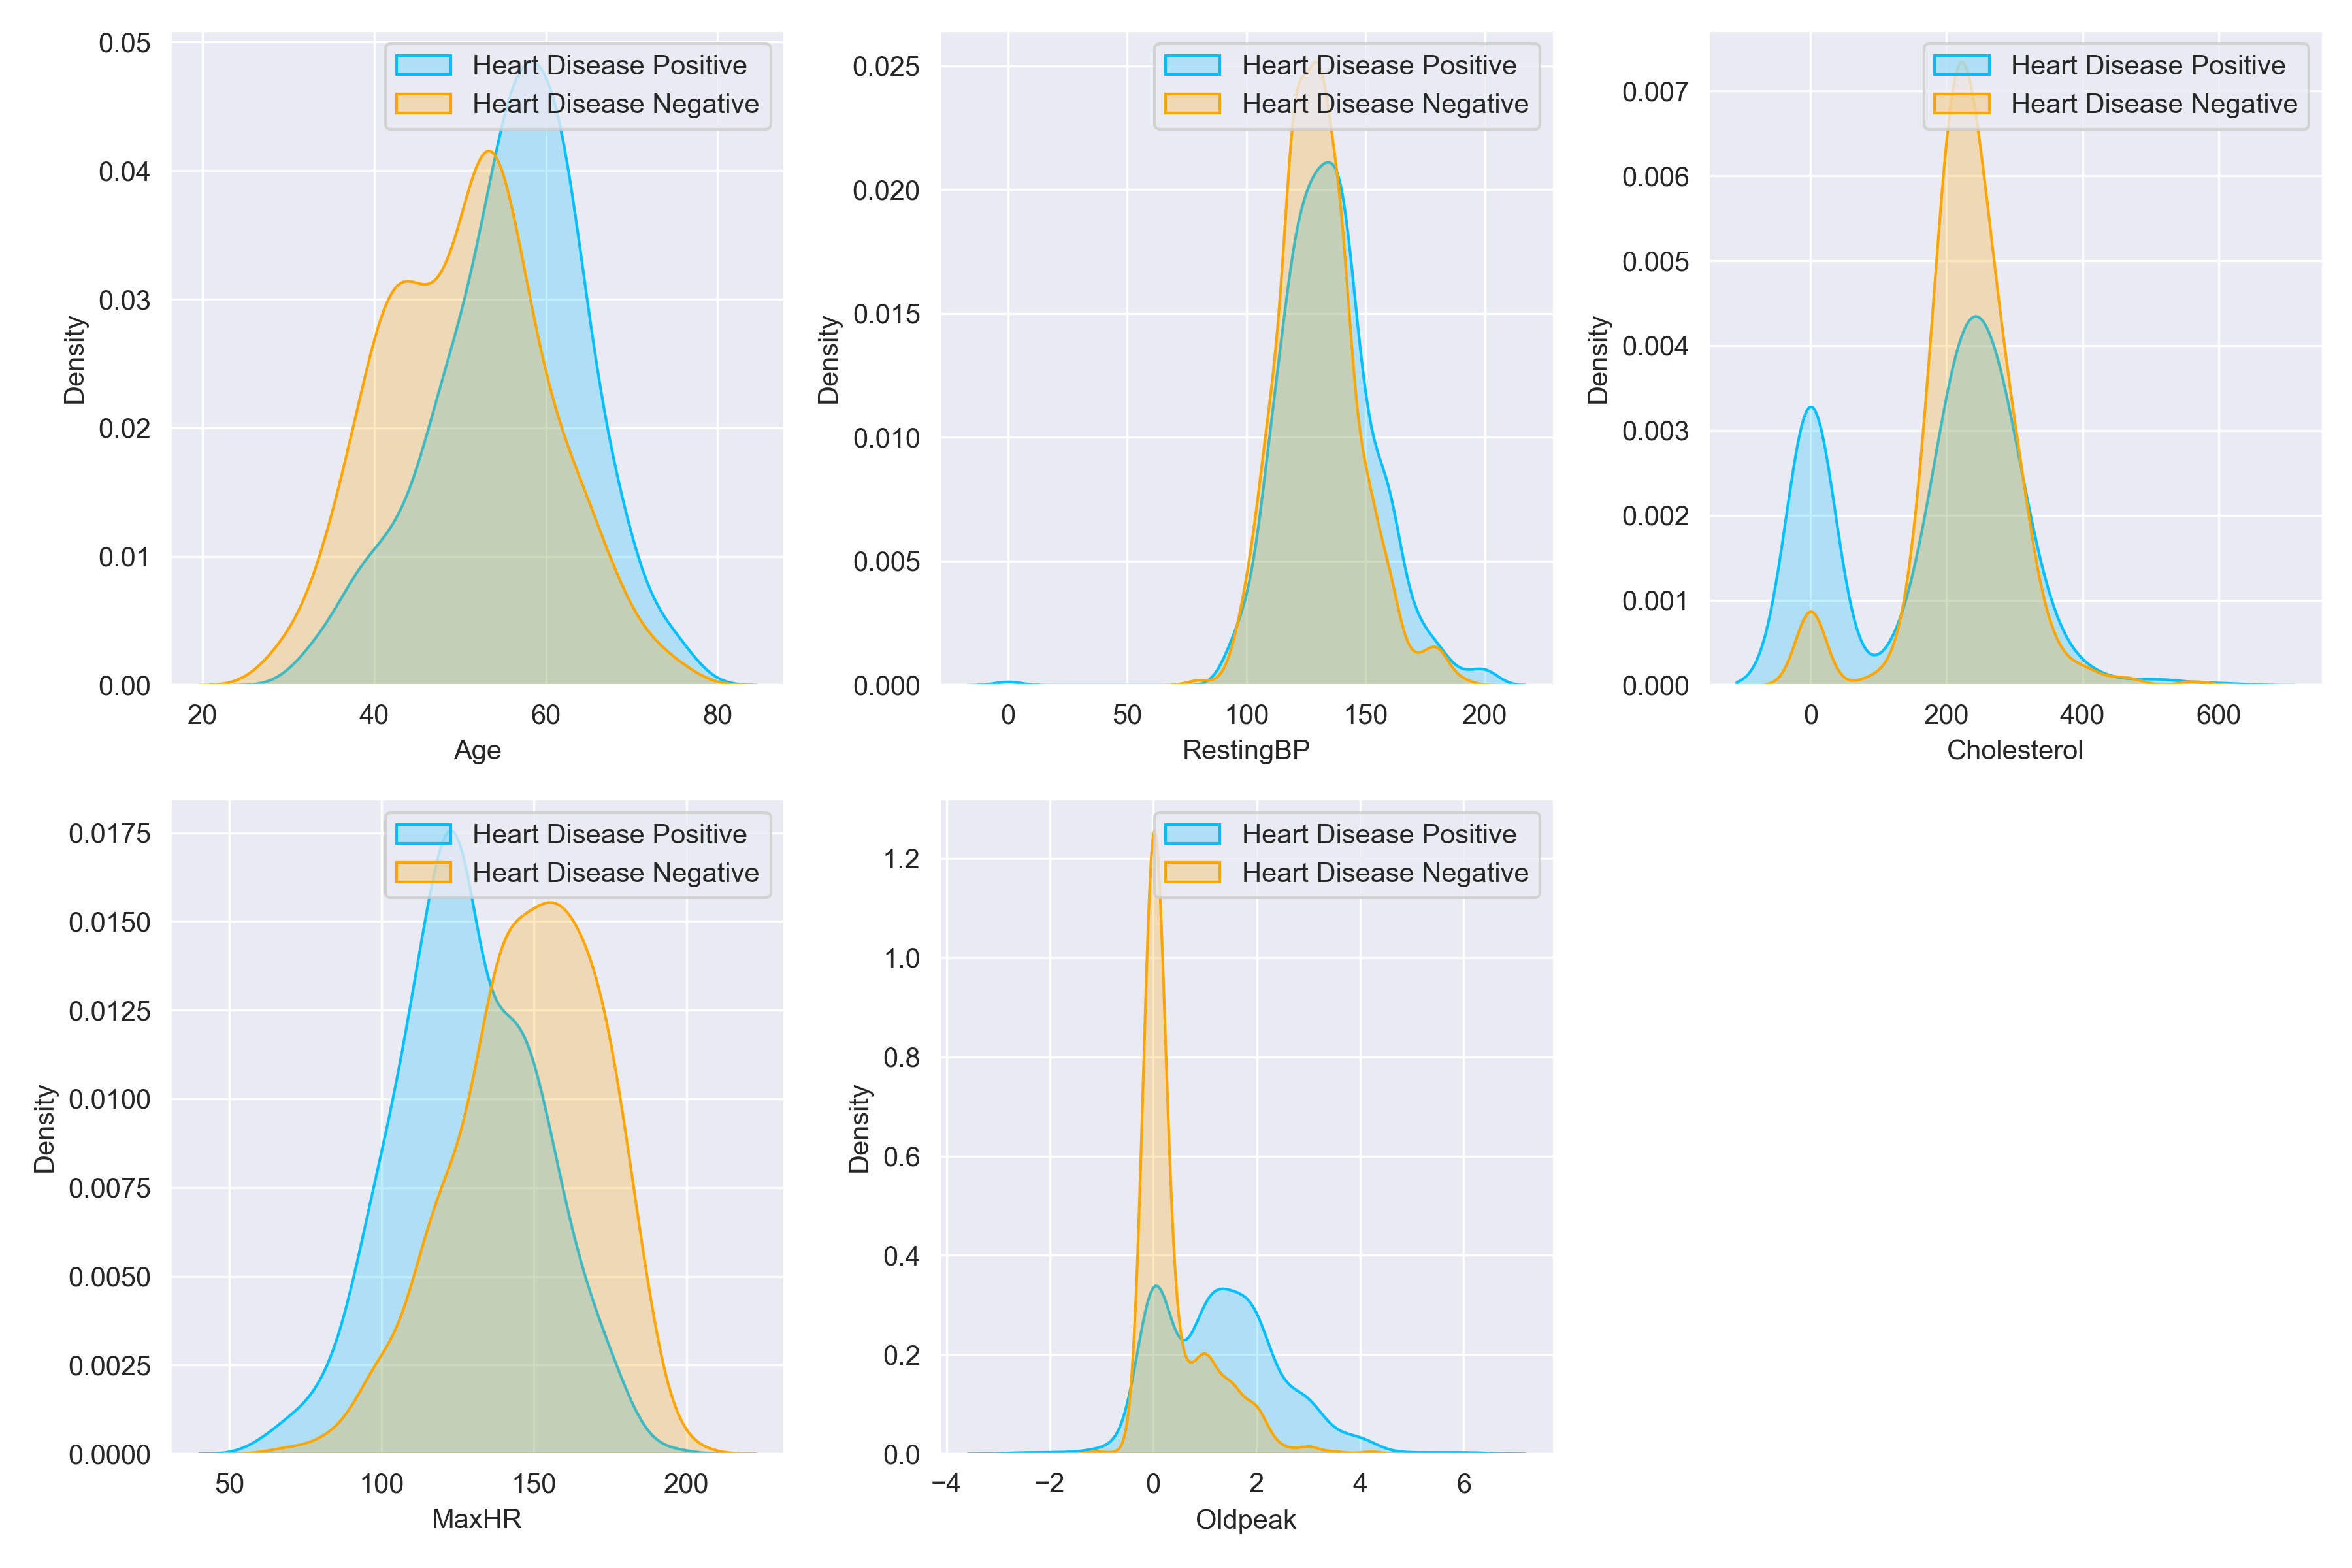 Heart Disease Positive
Heart Disease Negative
0.05
0.04
0.03
0.02
0.01
0.00
Density
20 40 60 80
Age
Heart Disease Positive
Heart Disease Negative
0.025
0.020
0.015
0.010
0.005
0.000
Density
0 50 100 150 200
RestingBP
Heart Disease Positive
Heart Disease Negative
0.007
0.006
0.005
0.004
0.003
0.002
0.001
0.000
Density
0 200 400 600
Cholesterol
Heart Disease Positive
Heart Disease Negative
0.0175
0.0150
0.0125
0.0100
0.0075
0.0050
0.0025
0.0000
Density
50 100 150 200
MaxHR
Heart Disease Positive
Heart Disease Negative
1.2
1.0
0.8
0.6
0.4
0.2
0.0
Density
−4 −2 0 2 4 6
Oldpeak